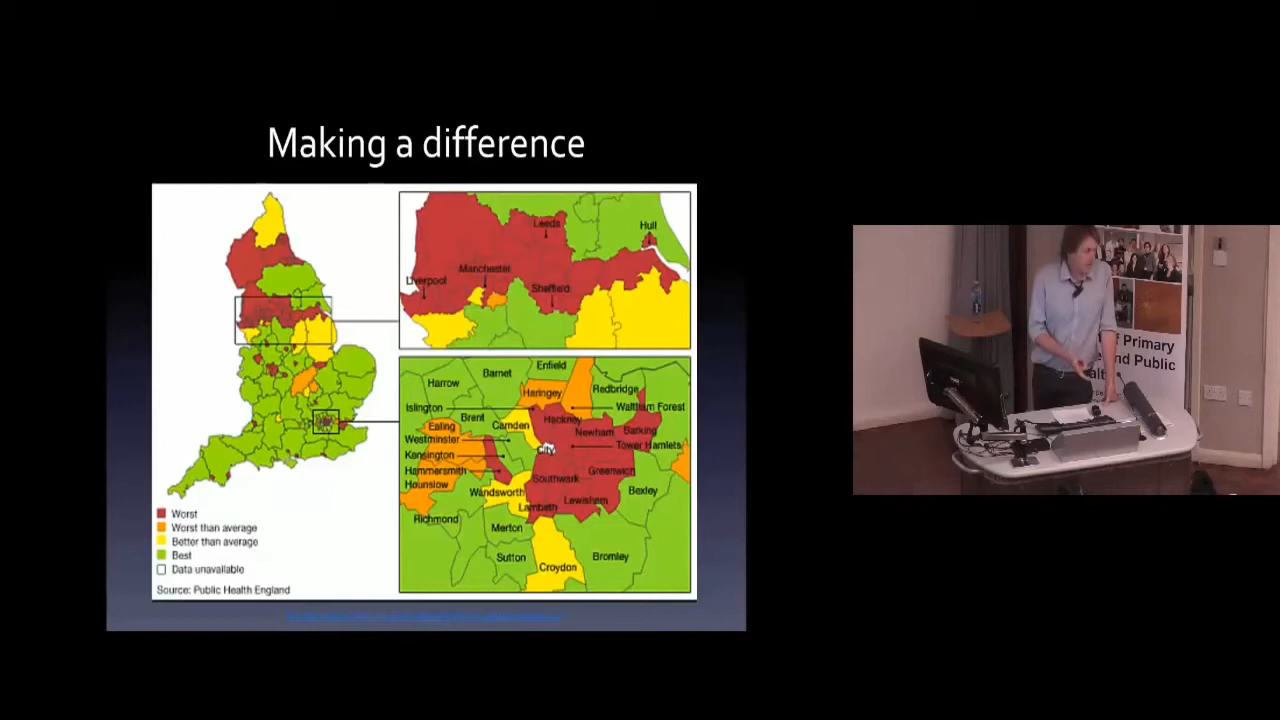 Making a difference
Leeds
Hull
Manchester
Liverpool
Sheffield
Enfield
Barnet
Harrow
Redbridge
Haringey
Islington
Waltham Forest
Brent
Hackney
Ealing
Camden
Newham
Barking
Westminster
City
Tower Hamlets
Kensington
Hammersmith
Greenwich
Southwark
Hounslow
Wandsworth
Bexley
Lewisham
Lambeth
Richmond
Merton
Sutton
Bromley
Croydon
Worst
Worst than average
Better than average
Best
Data unavailable
Source: Public Health England
Primary
and Public